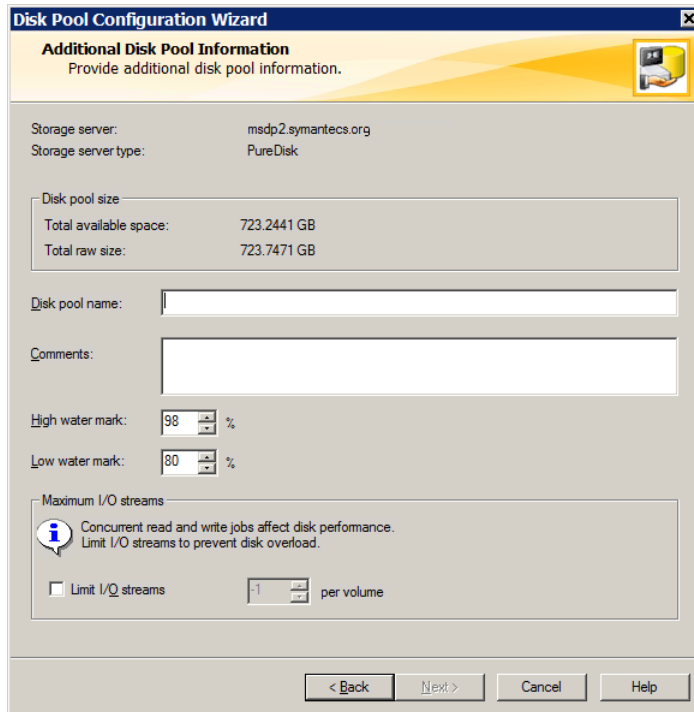 Disk Pool Configuration Wizard
Additional Disk Pool Information
Provide additional disk pool information.
Storage server: msdp2.symantecs.org
Storage server type: PureDisk
Disk pool size
Total available space: 723.2441 GB
Total raw size: 723.7471 GB
Disk pool name:
Comments:
High water mark: 98 %
Low water mark: 80 %
Maximum I/O streams
Concurrent read and write jobs affect disk performance.
Limit I/O streams to prevent disk overload.
Limit I/O streams -1 per volume
< Back Next > Cancel Help